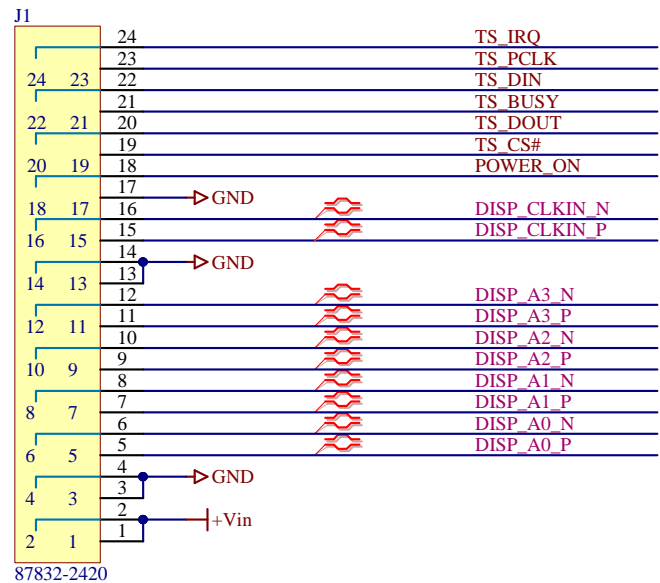 J1
24 TS_IRQ
23 TS_PCLK
24 23 22 TS_DIN
21 TS_BUSY
22 21 20 TS_DOUT
19 TS_CS#
20 19 18 POWER_ON
17 GND
18 17 16 DISP_CLKIN_N
16 15 15 DISP_CLKIN_P
14 GND
14 13 13
12 DISP_A3_N
12 11 11 DISP_A3_P
10 DISP_A2_N
10 9 9 DISP_A2_P
8 DISP_A1_N
8 7 7 DISP_A1_P
6 DISP_A0_N
6 5 5 DISP_A0_P
4 GND
4 3 3
2 +Vin
2 1 1
87832-2420